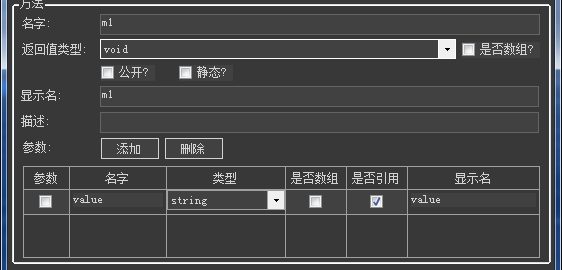 方法
名字: m1
返回值类型: void 是否数组?
公开? 静态?
显示名: m1
描述:
参数: 添加 删除
参数 名字 类型 是否数组 是否引用 显示名
value string value